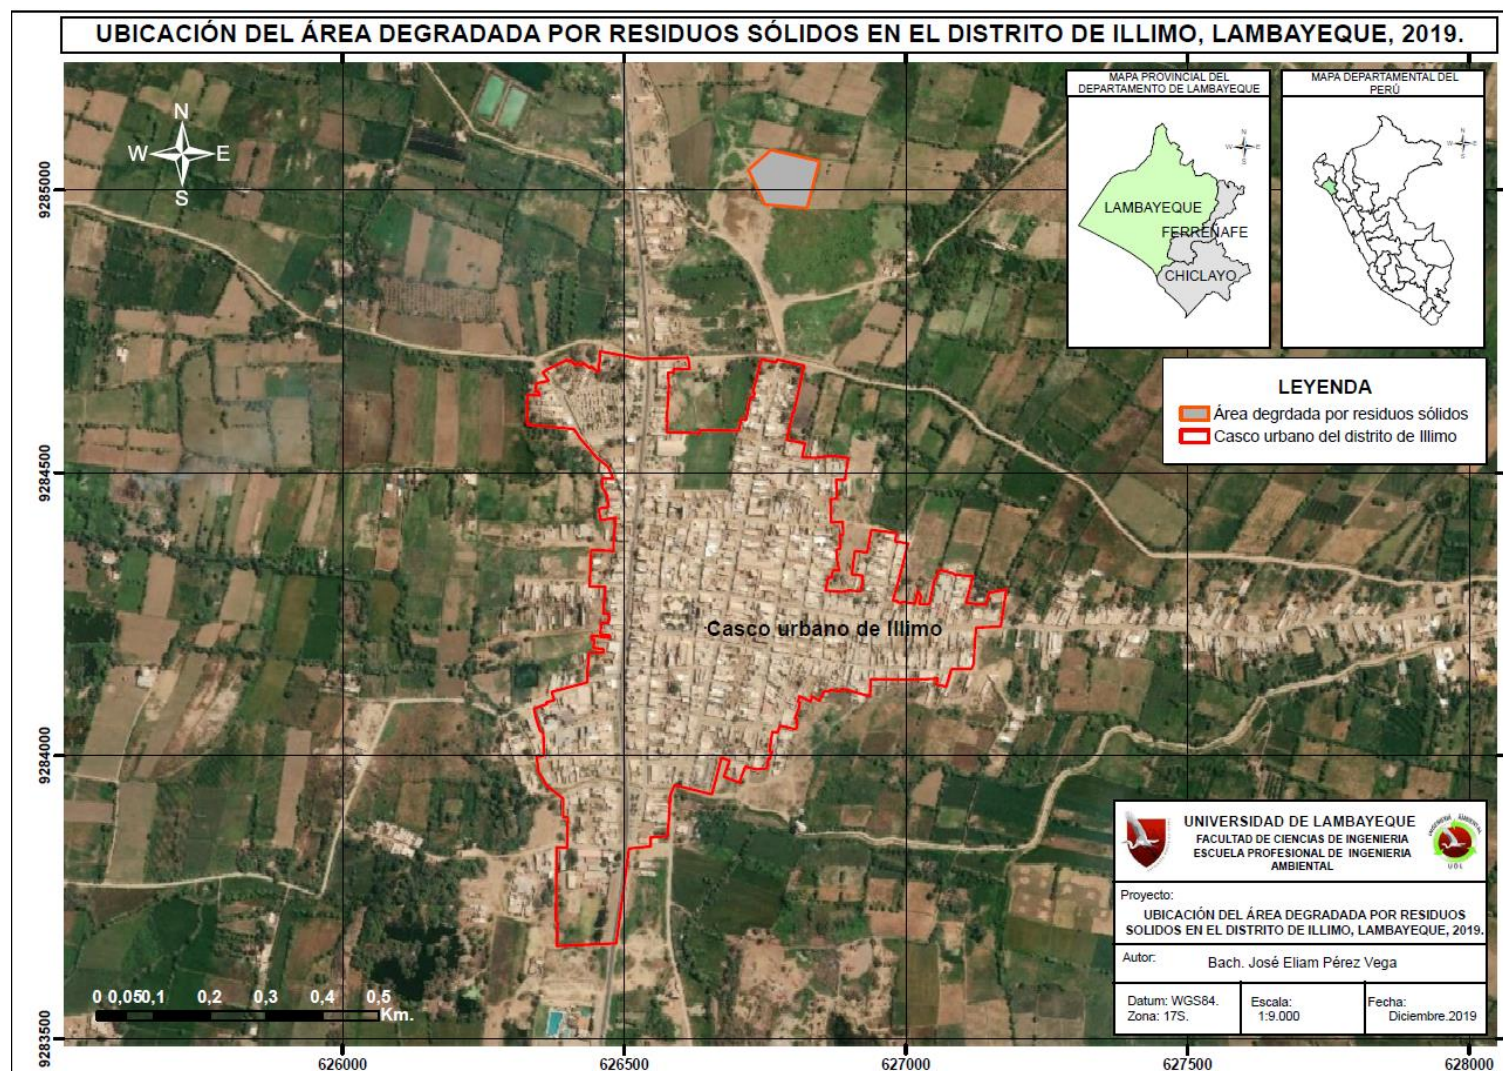 UBICACIÓN DEL ÁREA DEGRADADA POR RESIDUOS SÓLIDOS EN EL DISTRITO DE ILLIMO, LAMBAYEQUE, 2019.
N
W E
S
MAPA PROVINCIAL DEL
DEPARTAMENTO DE LAMBAYEQUE
N
W E
S
LAMBAYEQUE
FERREÑAFE
CHICLAYO
MAPA DEPARTAMENTAL DEL
PERÚ
N
W E
S
LEYENDA
Área degrdada por residuos sólidos
Casco urbano del distrito de Illimo
Casco urbano de Illimo
9285000
9284500
9284000
9283500
0 0,05 0,1 0,2 0,3 0,4 0,5
Km.
626000 626500 627000 627500 628000
UNIVERSIDAD DE LAMBAYEQUE
FACULTAD DE CIENCIAS DE INGENIERIA
ESCUELA PROFESIONAL DE INGENIERIA
AMBIENTAL
INGENIERÍA AMBIENTAL
UDL
Proyecto:
UBICACIÓN DEL ÁREA DEGRADADA POR RESIDUOS
SOLIDOS EN EL DISTRITO DE ILLIMO, LAMBAYEQUE, 2019.
Autor: Bach. José Eliam Pérez Vega
Datum: WGS84.
Zona: 17S.
Escala:
1:9.000
Fecha:
Diciembre.2019